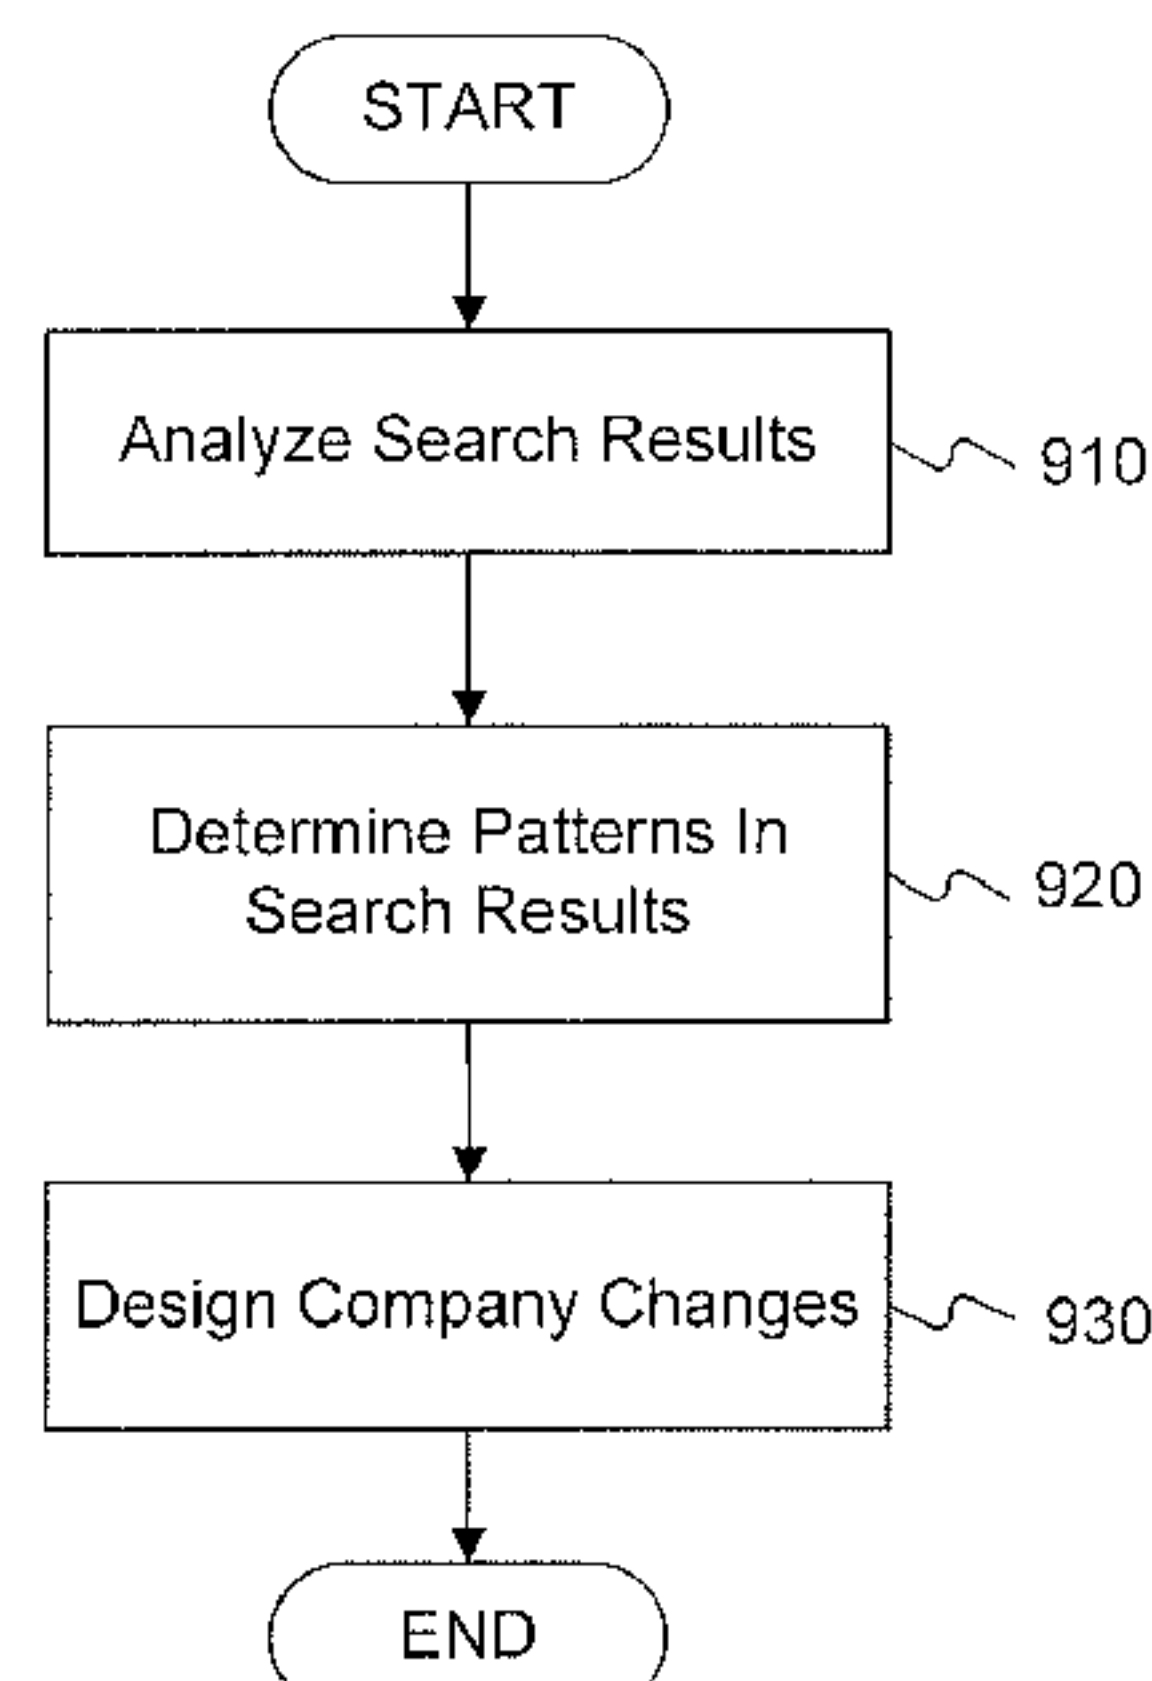 START
Analyze Search Results
910
Determine Patterns In
Search Results
920
Design Company Changes
930
END